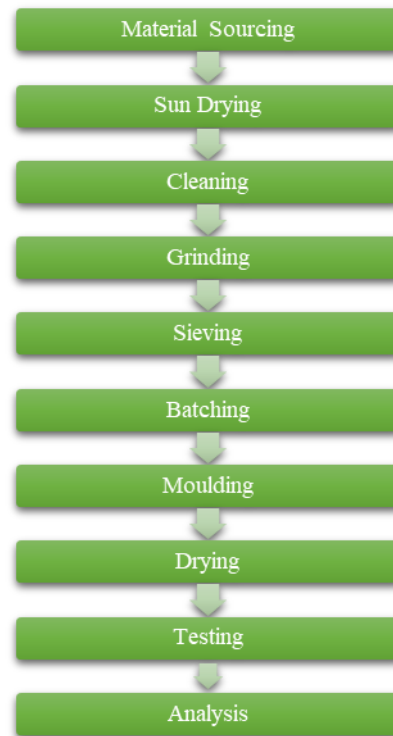 Material Sourcing
Sun Drying
Cleaning
Grinding
Sieving
Batching
Moulding
Drying
Testing
Analysis